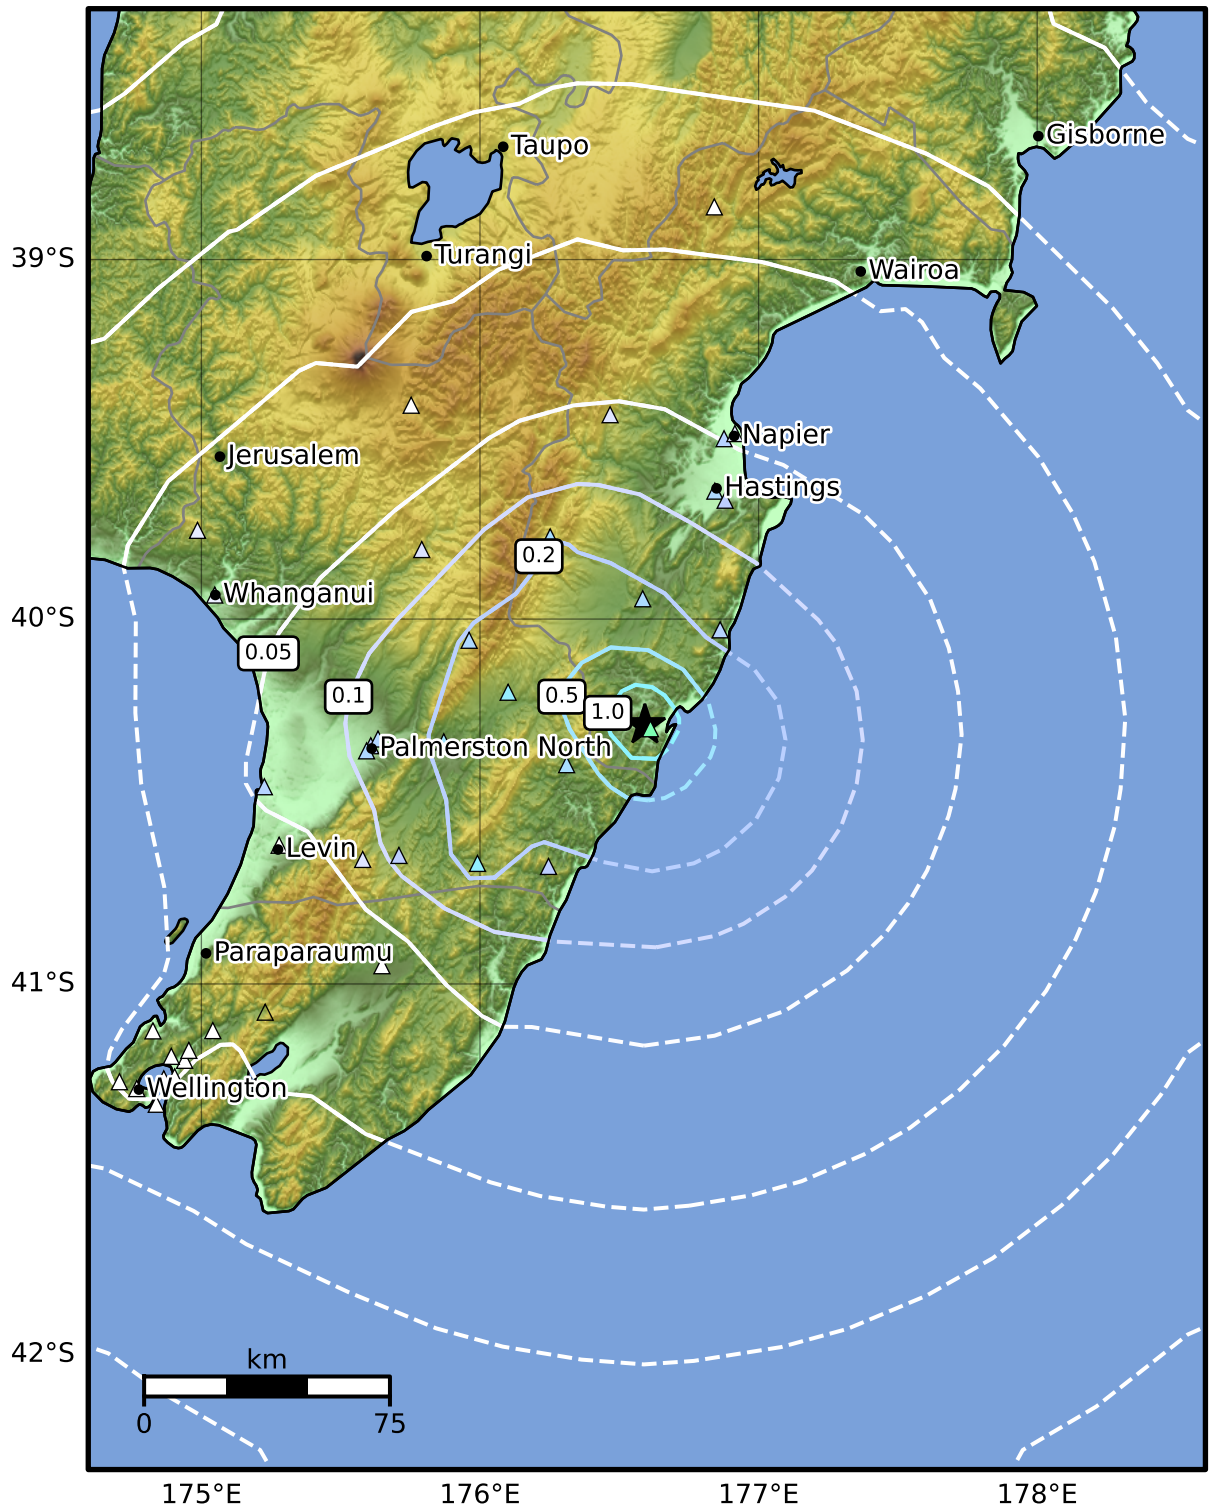 Gisborne
Taupo
39°S
Turangi
Wairoa
Napier
Jerusalem
Hastings
0.2
Whanganui
40°S
0.05
0.1
0.5
1.0
Palmerston North
Levin
Paraparaumu
41°S
Wellington
42°S
km
0
75
175°E
176°E
177°E
178°E